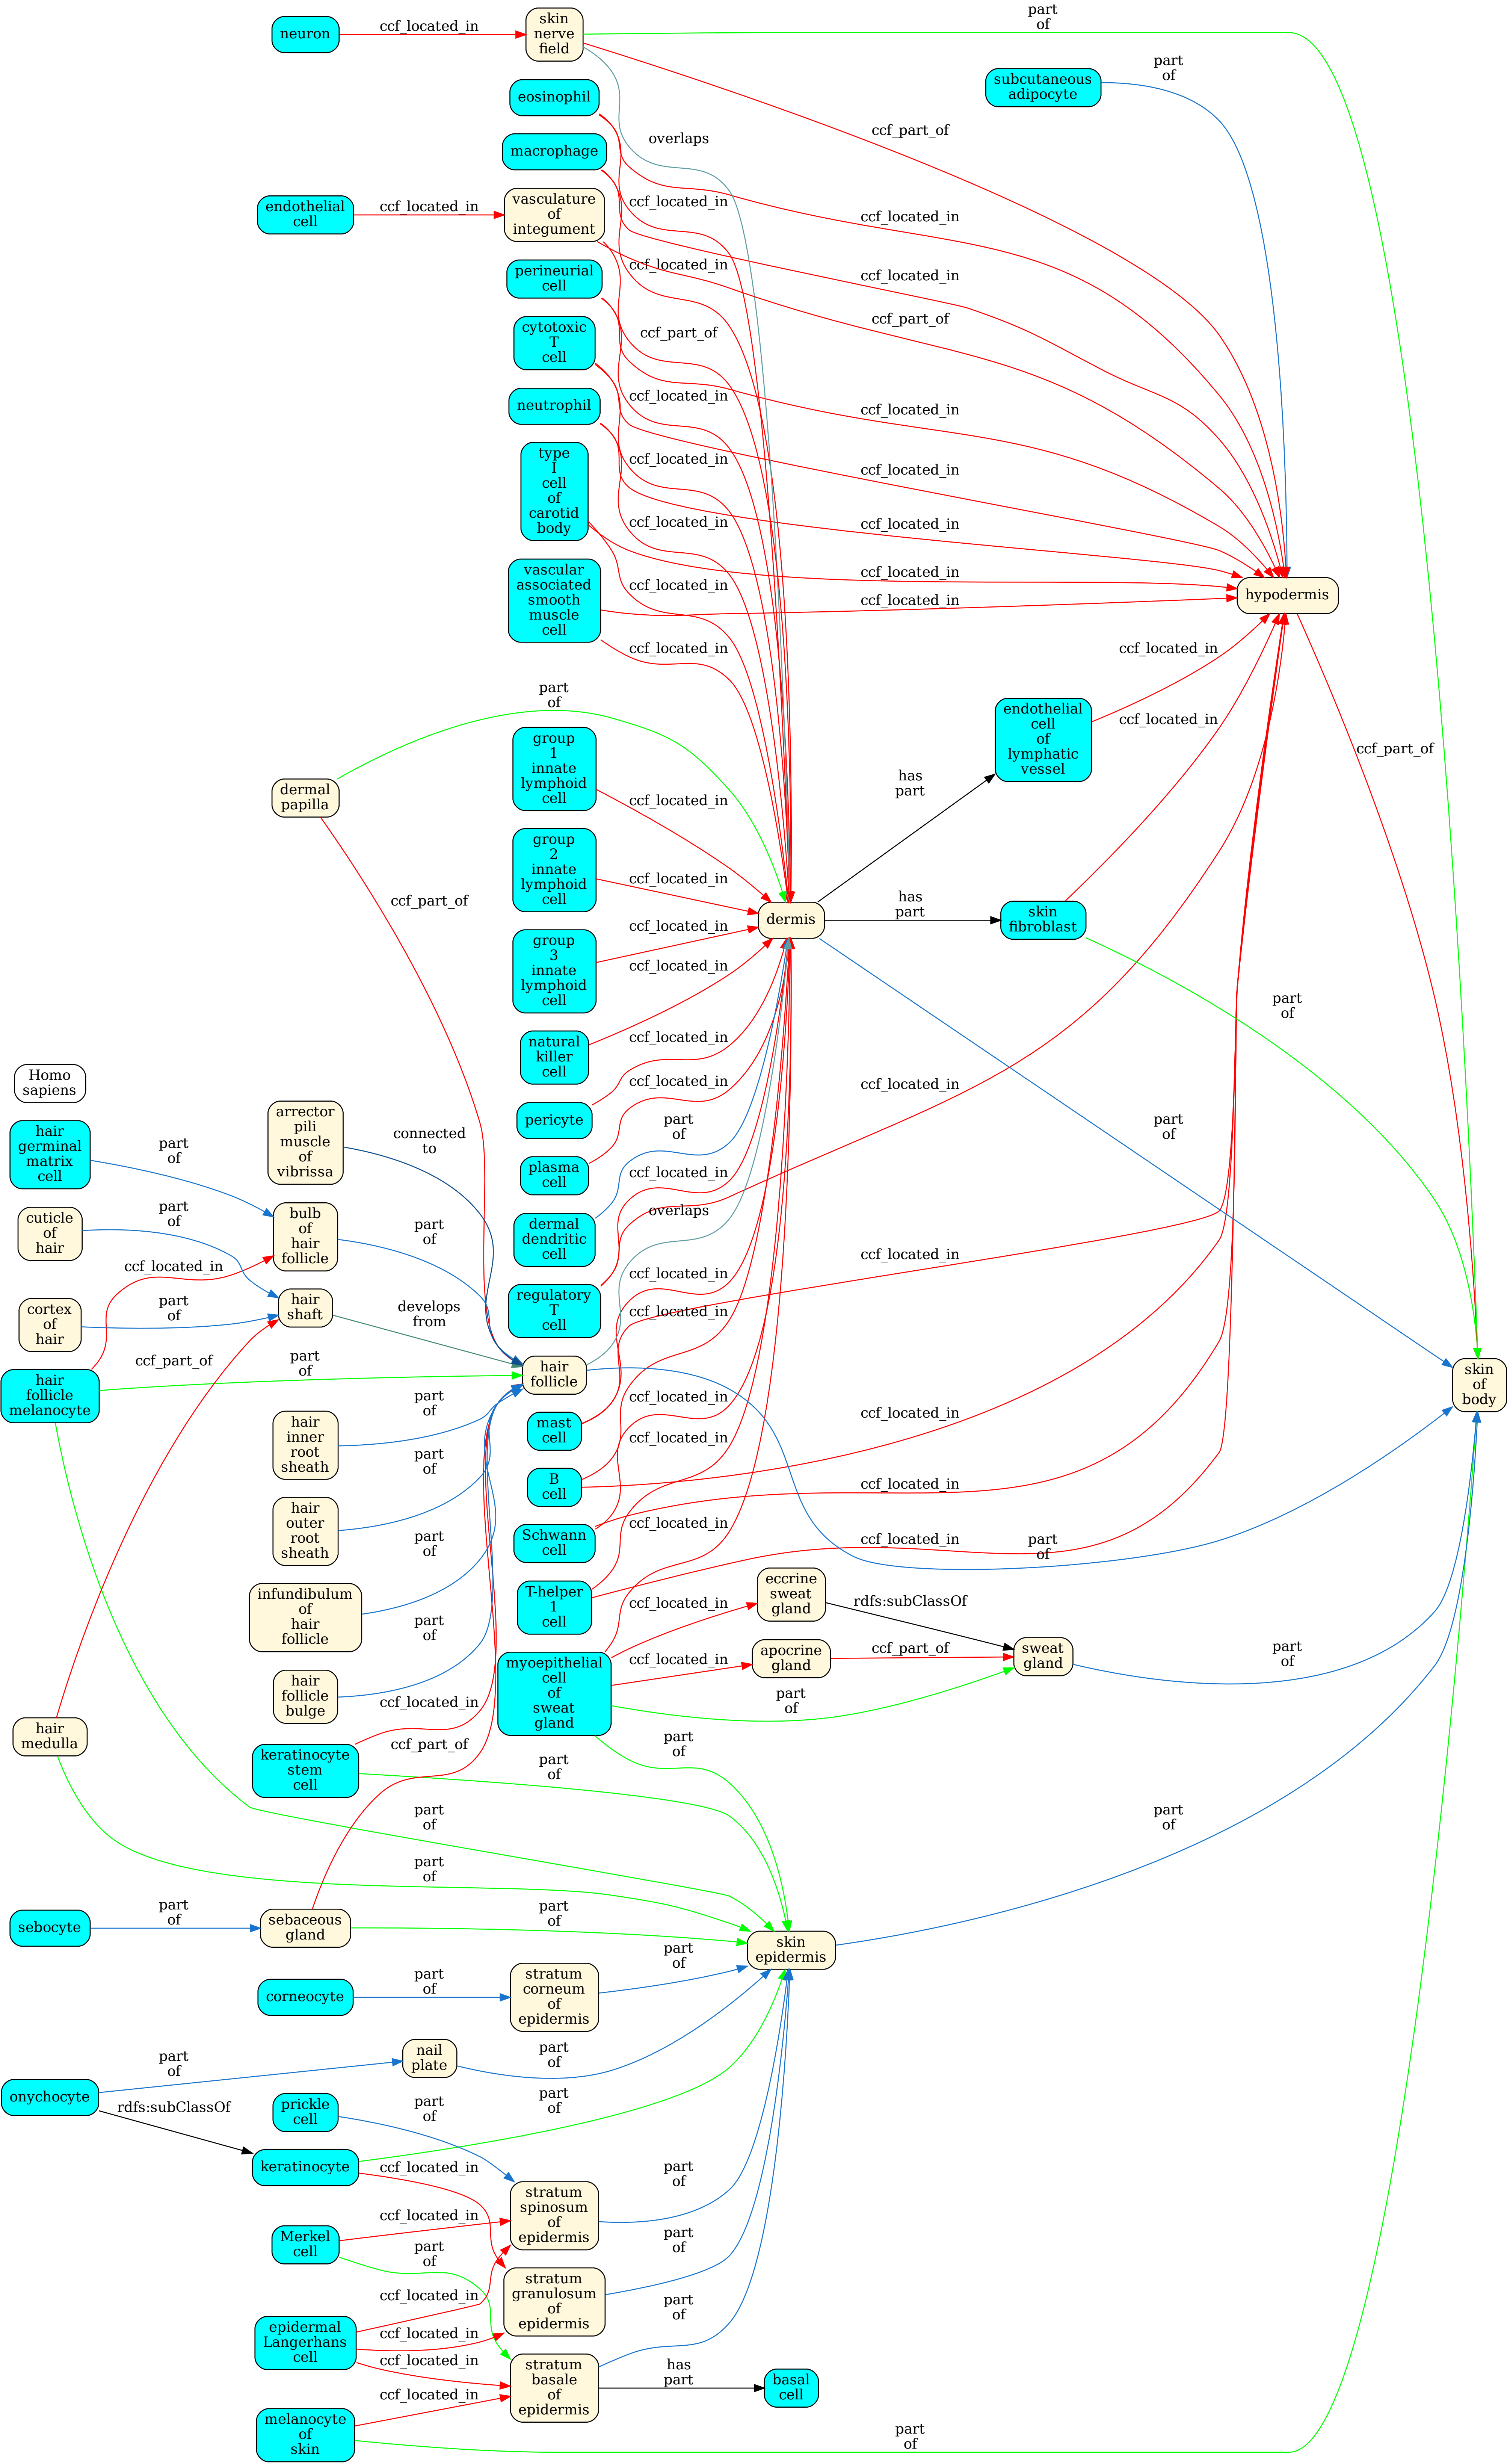 part
of
neuron
ccf_located_in
skin
nerve
field
subcutaneous
adipocyte
part
of
eosinophil
overlaps
ccf_part_of
macrophage
endothelial
cell
ccf_located_in
vasculature
of
integument
ccf_located_in
ccf_located_in
perineurial
cell
ccf_located_in
ccf_located_in
cytotoxic
T
cell
ccf_part_of
ccf_part_of
neutrophil
ccf_located_in
ccf_located_in
type
I
cell
of
carotid
body
ccf_located_in
ccf_located_in
ccf_located_in
ccf_located_in
vascular
associated
smooth
muscle
cell
ccf_located_in
ccf_located_in
ccf_located_in
hypodermis
ccf_located_in
ccf_located_in
part
of
endothelial
cell
of
lymphatic
vessel
ccf_located_in
ccf_part_of
group
1
innate
lymphoid
cell
dermal
papilla
ccf_located_in
has
part
group
2
innate
lymphoid
cell
ccf_located_in
ccf_part_of
dermis
has
part
skin
fibroblast
group
3
innate
lymphoid
cell
ccf_located_in
ccf_located_in
part
of
natural
killer
cell
ccf_located_in
Homo
sapiens
pericyte
ccf_located_in
ccf_located_in
hair
germinal
matrix
cell
part
of
arrector
pili
muscle
of
vibrissa
connected
to
plasma
cell
part
of
part
of
cuticle
of
hair
part
of
bulb
of
hair
follicle
part
of
dermal
dendritic
cell
ccf_located_in
overlaps
ccf_located_in
cortex
of
hair
part
of
hair
shaft
develops
from
regulatory
T
cell
ccf_located_in
ccf_located_in
ccf_located_in
hair
follicle
melanocyte
ccf_part_of
part
of
hair
follicle
skin
of
body
hair
inner
root
sheath
part
of
mast
cell
ccf_located_in
ccf_located_in
hair
outer
root
sheath
part
of
B
cell
ccf_located_in
ccf_located_in
infundibulum
of
hair
follicle
part
of
Schwann
cell
ccf_located_in
ccf_located_in
part
of
hair
follicle
bulge
part
of
T-helper
1
cell
ccf_located_in
eccrine
sweat
gland
rdfs:subClassOf
myoepithelial
cell
of
sweat
gland
ccf_located_in
apocrine
gland
ccf_part_of
sweat
gland
part
of
part
of
hair
medulla
ccf_located_in
ccf_part_of
part
of
keratinocyte
stem
cell
part
of
part
of
part
of
part
of
sebocyte
part
of
sebaceous
gland
part
of
skin
epidermis
corneocyte
part
of
stratum
corneum
of
epidermis
part
of
onychocyte
part
of
nail
plate
part
of
rdfs:subClassOf
prickle
cell
part
of
part
of
keratinocyte
ccf_located_in
stratum
spinosum
of
epidermis
part
of
Merkel
cell
ccf_located_in
part
of
stratum
granulosum
of
epidermis
part
of
epidermal
Langerhans
cell
ccf_located_in
ccf_located_in
ccf_located_in
stratum
basale
of
epidermis
part
of
has
part
basal
cell
melanocyte
of
skin
ccf_located_in
part
of